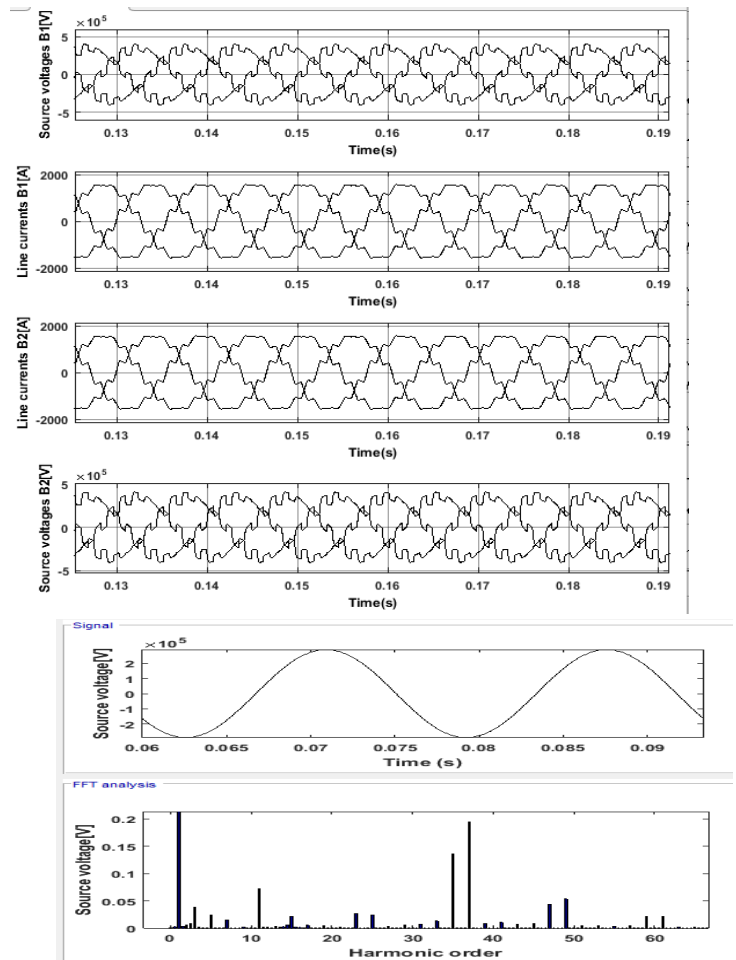 Source voltages B1[V]
×10^5
5
0
-5
0.13 0.14 0.15 0.16 0.17 0.18 0.19
Time(s)
Line currents B1[A]
2000
0
-2000
0.13 0.14 0.15 0.16 0.17 0.18 0.19
Time(s)
Line currents B2[A]
2000
0
-2000
0.13 0.14 0.15 0.16 0.17 0.18 0.19
Time(s)
Source voltages B2[V]
×10^5
5
0
-5
0.13 0.14 0.15 0.16 0.17 0.18 0.19
Time(s)
Signal
×10^5
Source voltage[V]
2
1
0
-1
-2
0.06 0.065 0.07 0.075 0.08 0.085 0.09
Time (s)
FFT analysis
Source voltage[V]
0.2
0.15
0.1
0.05
0
0 10 20 30 40 50 60
Harmonic order